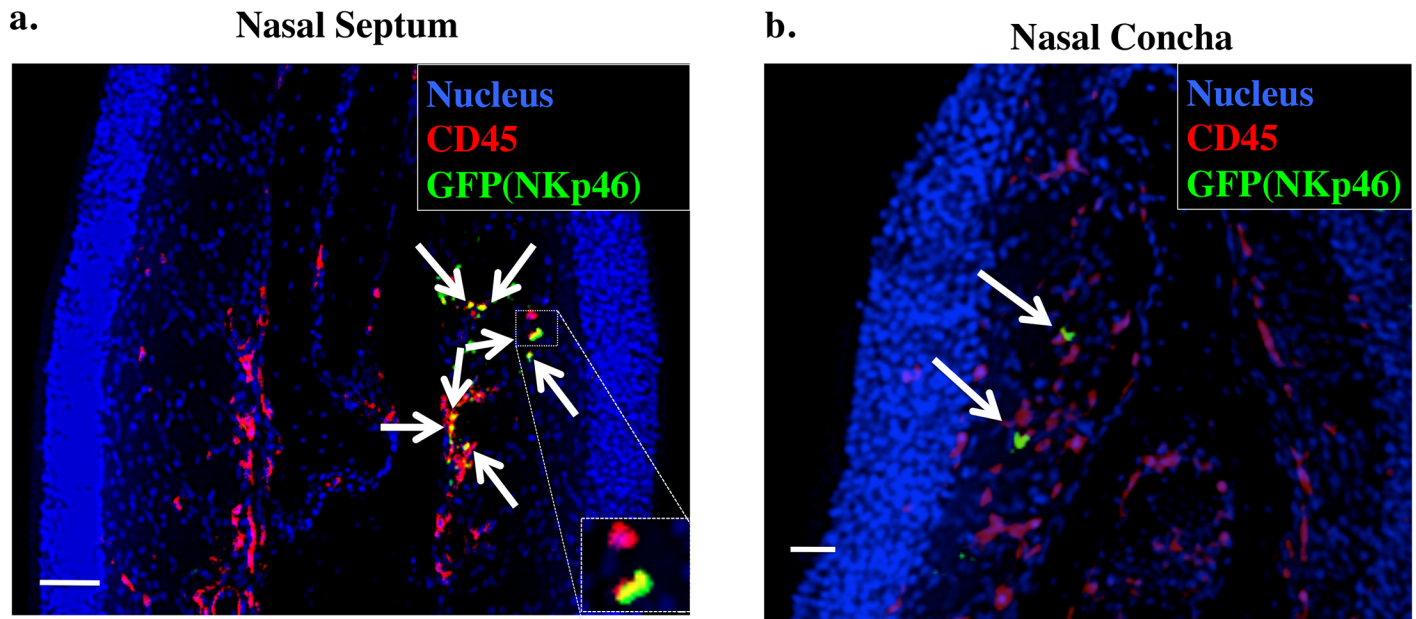 a.
Nasal Septum
Nucleus
CD45
GFP(NKp46)
b.
Nasal Concha
Nucleus
CD45
GFP(NKp46)